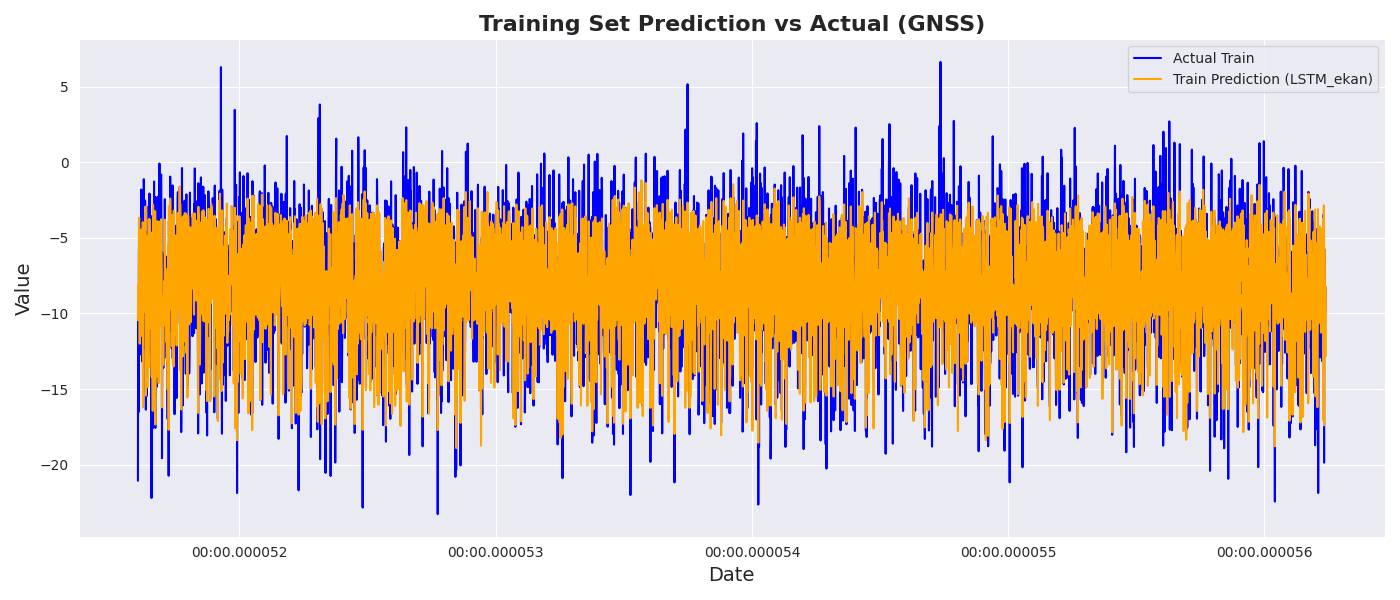 Training Set Prediction vs Actual (GNSS)
Actual Train
Train Prediction (LSTM_ekan)
Value
5
0
−5
−10
−15
−20
00:00.000052 00:00.000053 00:00.000054 00:00.000055 00:00.000056
Date